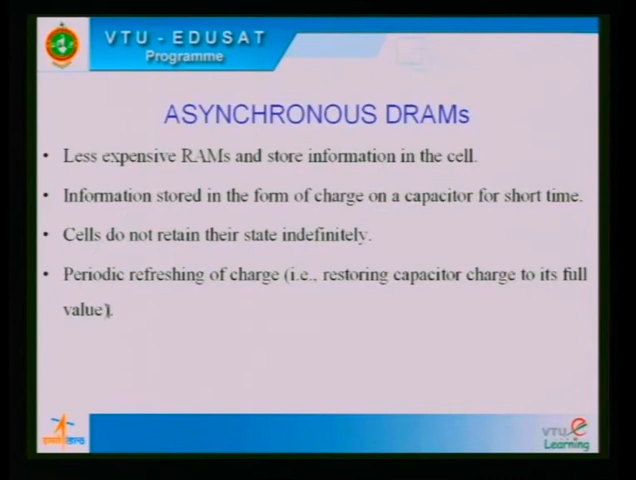 VTU - EDUSAT
Programme
ASYNCHRONOUS DRAMs
• Less expensive RAMs and store information in the cell.
• Information stored in the form of charge on a capacitor for short time.
• Cells do not retain their state indefinitely.
• Periodic refreshing of charge (i.e., restoring capacitor charge to its full
value).
VTU e
Learning